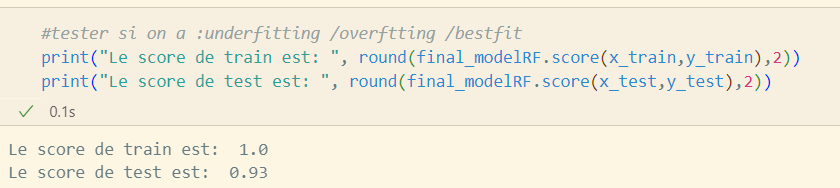 #tester si on a :underfitting /overftting /bestfit
print("Le score de train est: ", round(final_modelRF.score(x_train,y_train),2))
print("Le score de test est: ", round(final_modelRF.score(x_test,y_test),2))
✓ 0.1s
Le score de train est:  1.0
Le score de test est:  0.93